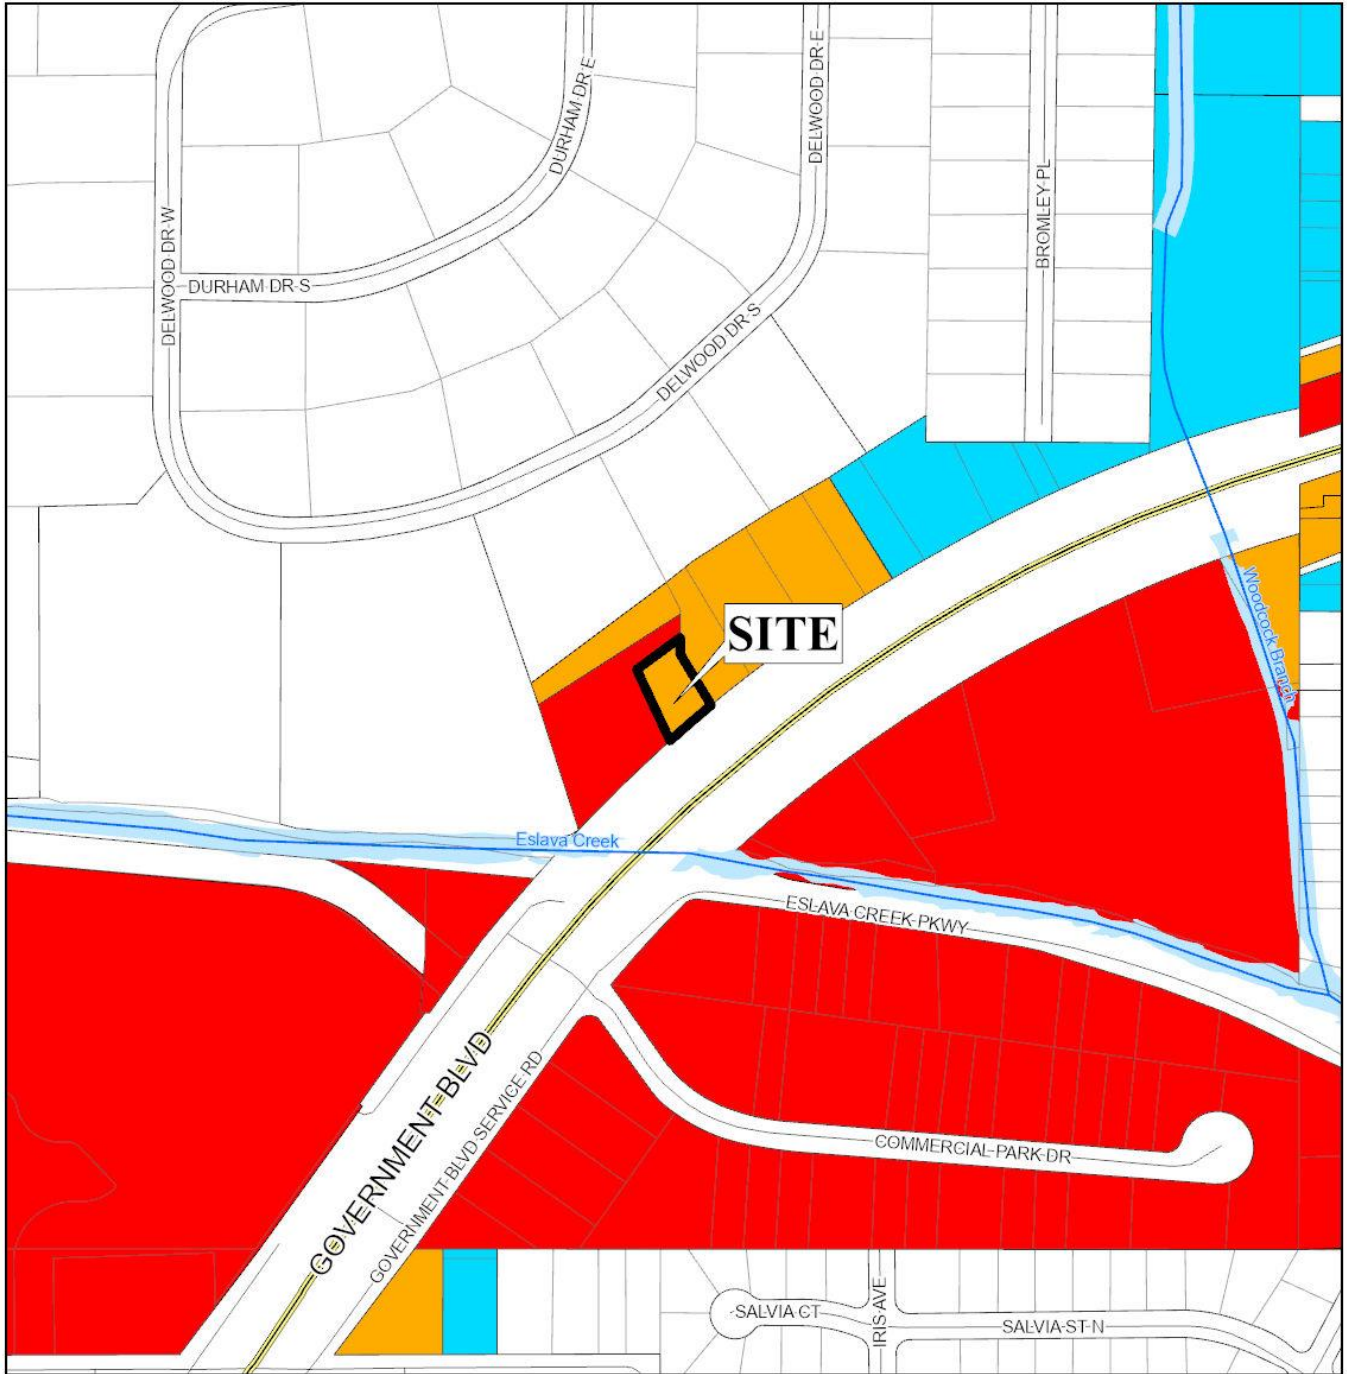 DURHAM DR E
DELWOOD DR E
DELWOOD DR W
BROMLEY PL
DURHAM DR S
DELWOOD DR S
SITE
Woodcock Branch
Eslava Creek
ESLAVA CREEK PKWY
GOVERNMENT BLVD
GOVERNMENT BLVD SERVICE RD
COMMERCIAL PARK DR
SALVIA CT
IRIS AVE
SALVIA ST N